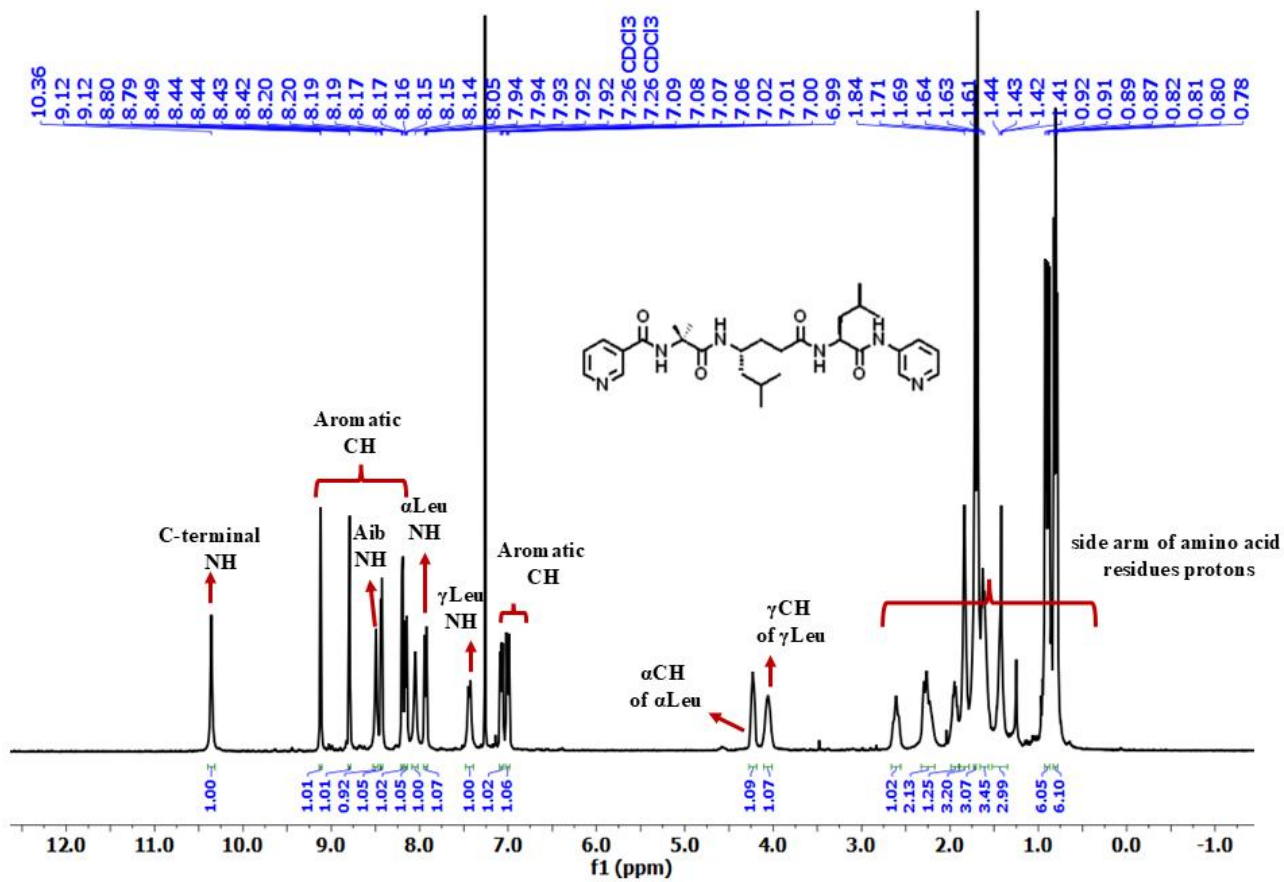 10.36
9.12
9.12
8.80
8.79
8.49
8.44
8.44
8.43
8.42
8.20
8.20
8.19
8.19
8.17
8.17
8.16
8.15
8.15
8.14
8.05
7.94
7.94
7.93
7.92
7.92
7.26 CDCl3
7.26 CDCl3
7.09
7.08
7.07
7.06
7.02
7.01
7.00
6.99
1.84
1.71
1.69
1.64
1.63
1.61
1.44
1.43
1.42
1.41
0.92
0.91
0.89
0.87
0.82
0.81
0.80
0.78
O
N
H
O
H
N
O
N
H
O
H
N
N
N
Aromatic
CH
C-terminal
NH
Aib
NH
αLeu
NH
γLeu
NH
Aromatic
CH
αCH
of αLeu
γCH
of γLeu
side arm of amino acid
residues protons
1.00
1.01
1.01
0.92
1.05
1.02
1.05
1.00
1.07
1.00
1.02
1.06
1.09
1.07
1.02
2.13
1.25
3.20
3.07
3.45
2.99
6.05
6.10
12.0 11.0 10.0 9.0 8.0 7.0 6.0 5.0 4.0 3.0 2.0 1.0 0.0 -1.0
f1 (ppm)